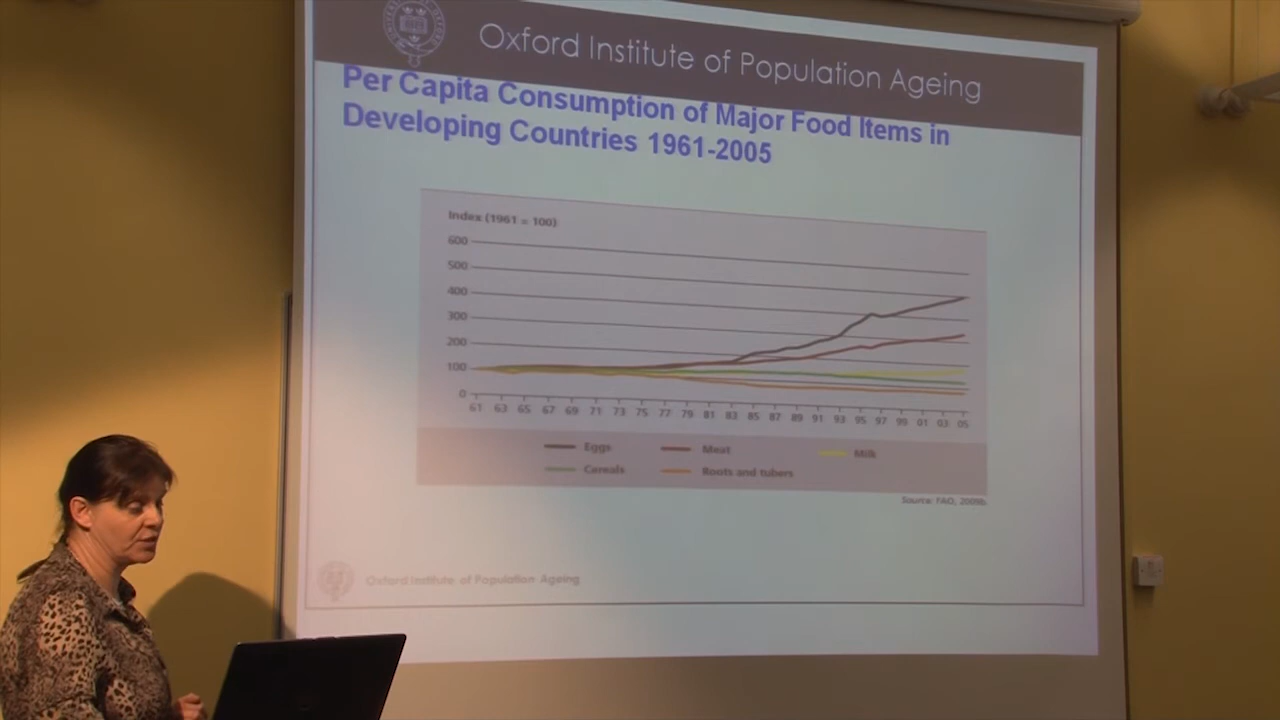 Oxford Institute of Population Ageing
Per Capita Consumption of Major Food Items in
Developing Countries 1961-2005
Index (1961 = 100)
600
500
400
300
200
100
0
61 63 65 67 69 71 73 75 77 79 81 83 85 87 89 91 93 95 97 99 01 03 05
Eggs Meat Milk
Cereals Roots and tubers
Source: FAO, 2009b
Oxford Institute of Population Ageing